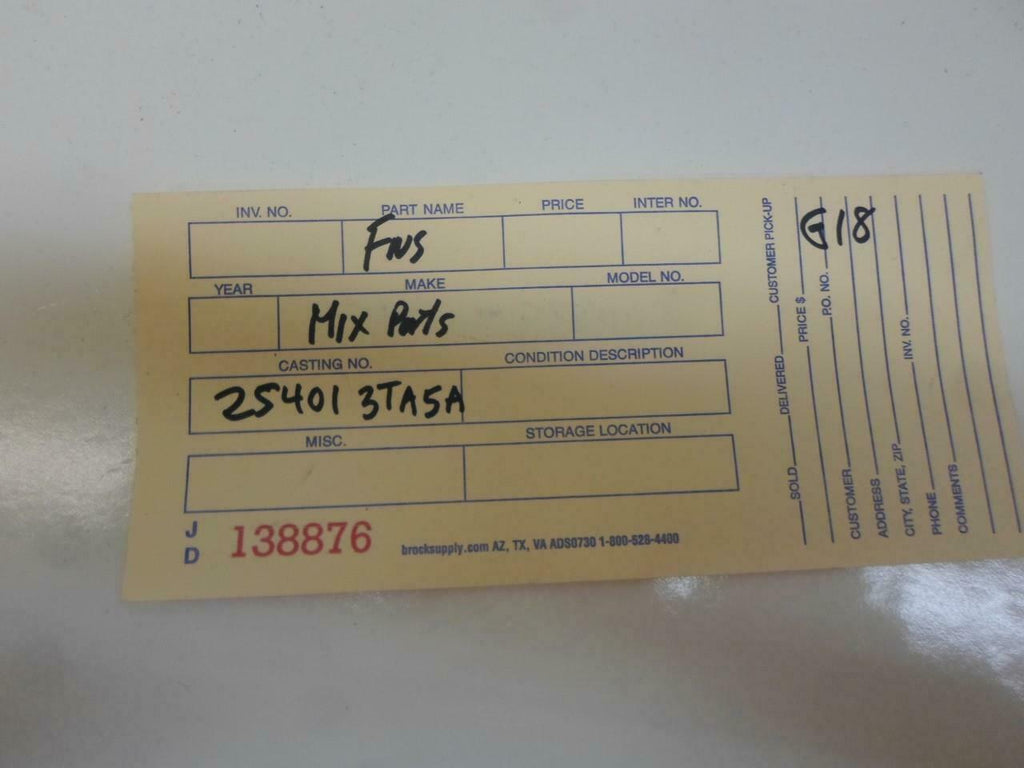 INV. NO. PART NAME PRICE INTER NO.
FNS
YEAR MAKE MODEL NO.
Mix Parts
CASTING NO. CONDITION DESCRIPTION
25401 3TA5A
MISC. STORAGE LOCATION
J
D
138876
brocksupply.com AZ, TX, VA ADS0730 1-800-528-4400
SOLD DELIVERED CUSTOMER PICK-UP
PRICE $
P.O. NO.
G18
CUSTOMER
ADDRESS
CITY, STATE, ZIP INV. NO.
PHONE
COMMENTS